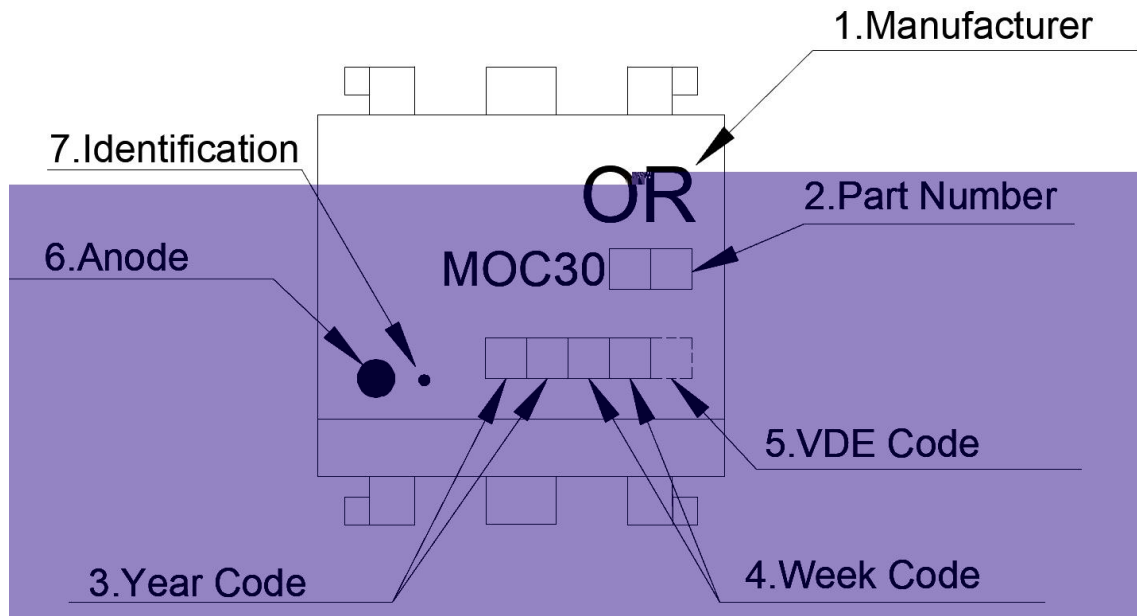 1.Manufacturer
7.Identification
OR
2.Part Number
6.Anode
MOC30
5.VDE Code
3.Year Code
4.Week Code